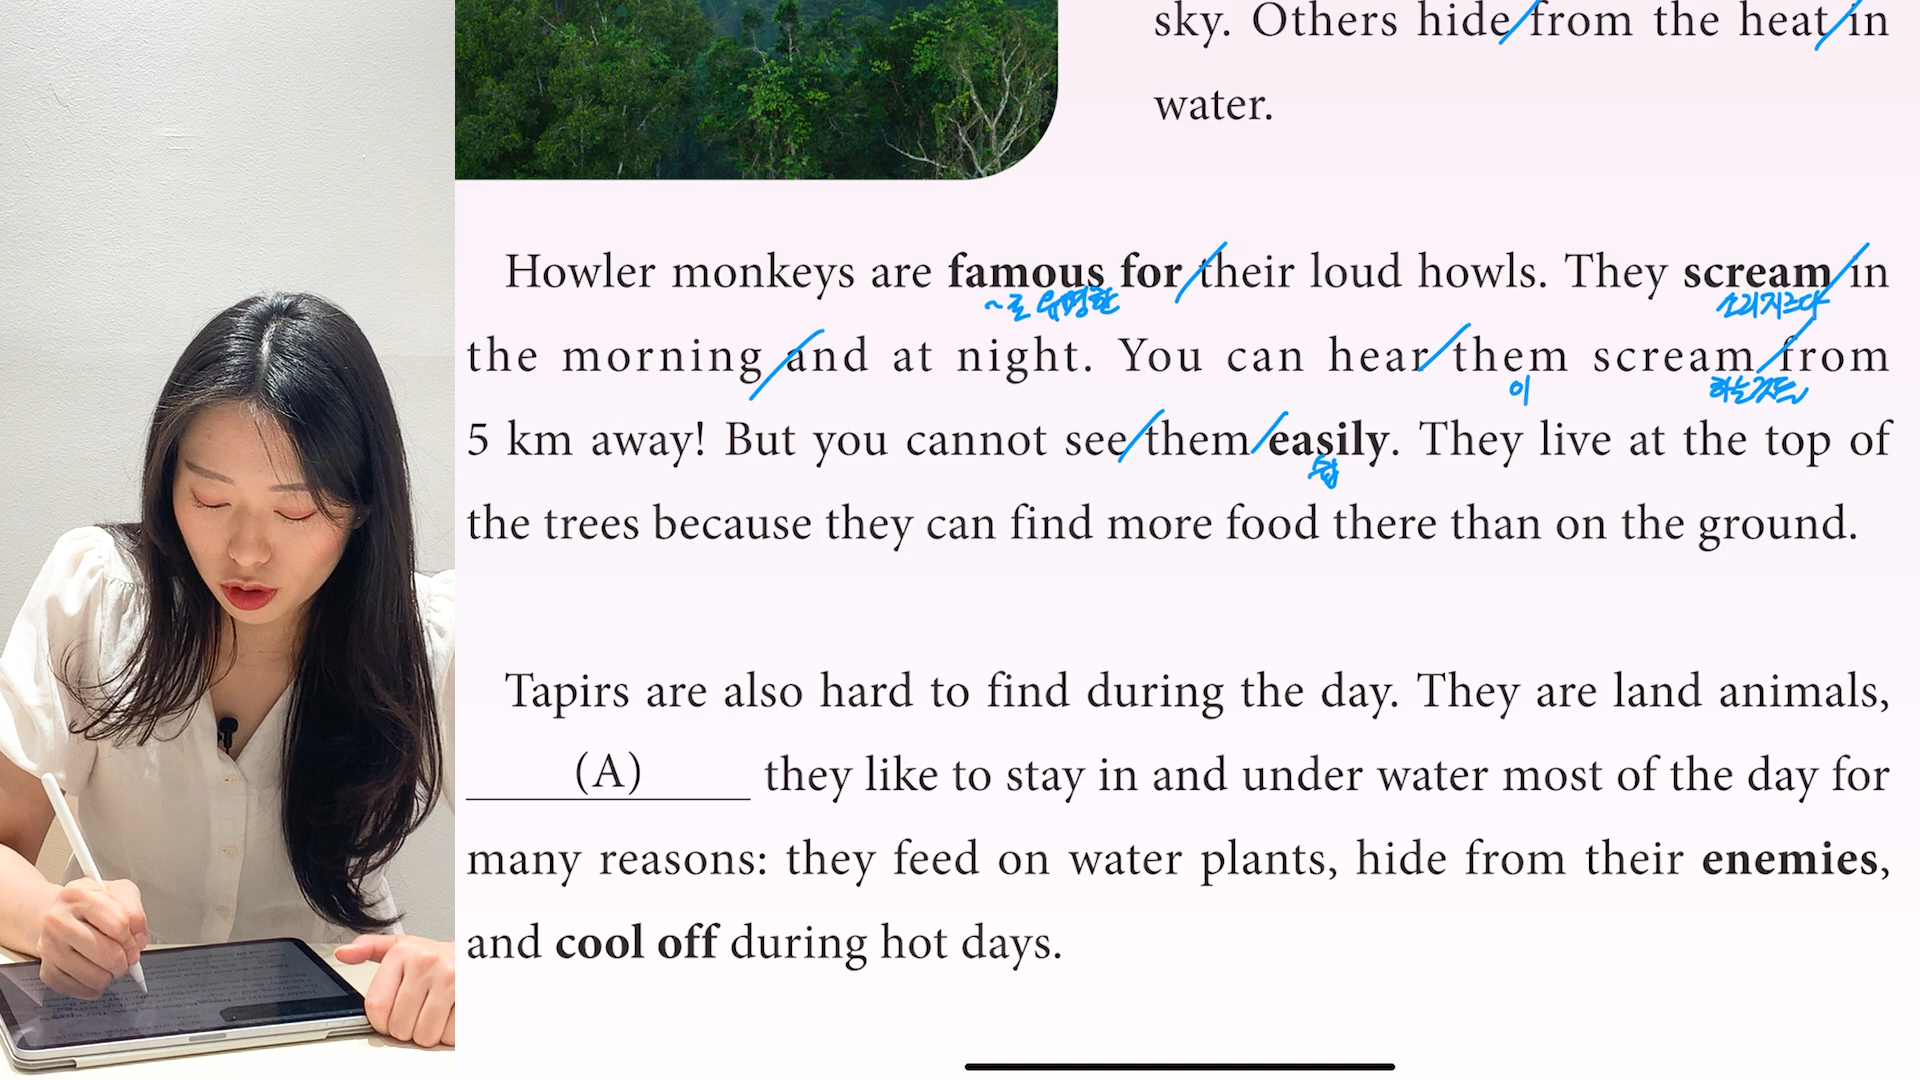 sky. Others hide from the heat in
water.
Howler monkeys are famous for their loud howls. They scream in
~로 유명한 소리지르다
the morning and at night. You can hear them scream from
이 하는것을
5 km away! But you cannot see them easily. They live at the top of
쉽
the trees because they can find more food there than on the ground.
Tapirs are also hard to find during the day. They are land animals,
(A) they like to stay in and under water most of the day for
many reasons: they feed on water plants, hide from their enemies,
and cool off during hot days.